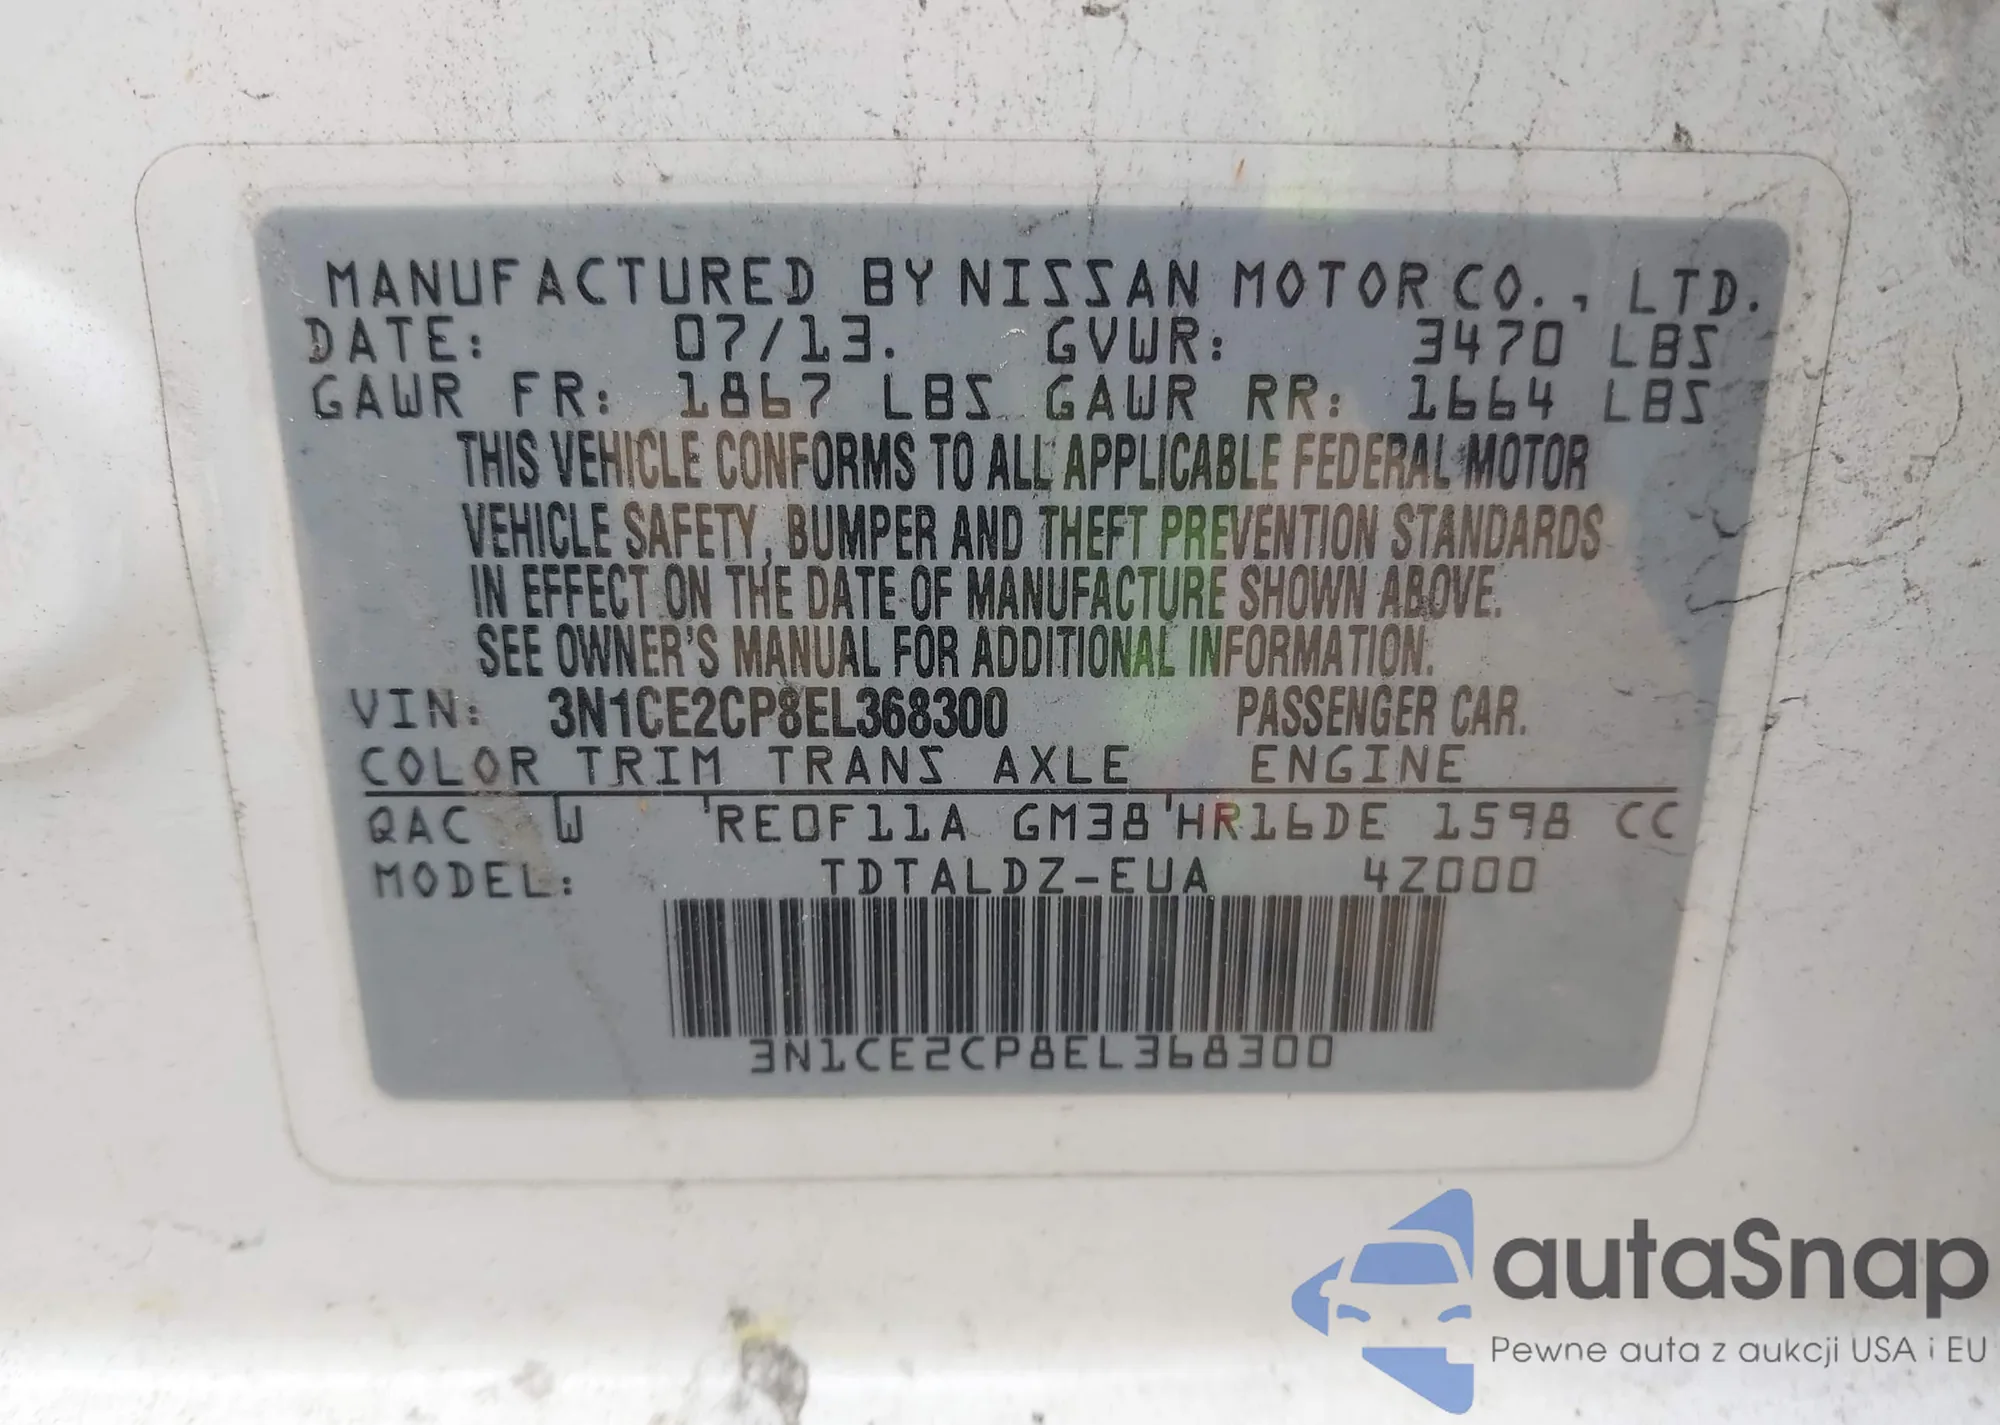 MANUFACTURED BY NISSAN MOTOR CO., LTD.
DATE: 07/13. GVWR: 3470 LBS
GAWR FR: 1867 LBS GAWR RR: 1664 LBS
THIS VEHICLE CONFORMS TO ALL APPLICABLE FEDERAL MOTOR
VEHICLE SAFETY, BUMPER AND THEFT PREVENTION STANDARDS
IN EFFECT ON THE DATE OF MANUFACTURE SHOWN ABOVE.
SEE OWNER'S MANUAL FOR ADDITIONAL INFORMATION.
VIN: 3N1CE2CP8EL368300 PASSENGER CAR.
COLOR TRIM TRANS AXLE ENGINE
QAC W RE0F11A GM38 HR16DE 1598 CC
MODEL: TDTALDZ-EUA 4Z000
3N1CE2CP8EL368300
autaSnap
Pewne auta z aukcji USA i EU